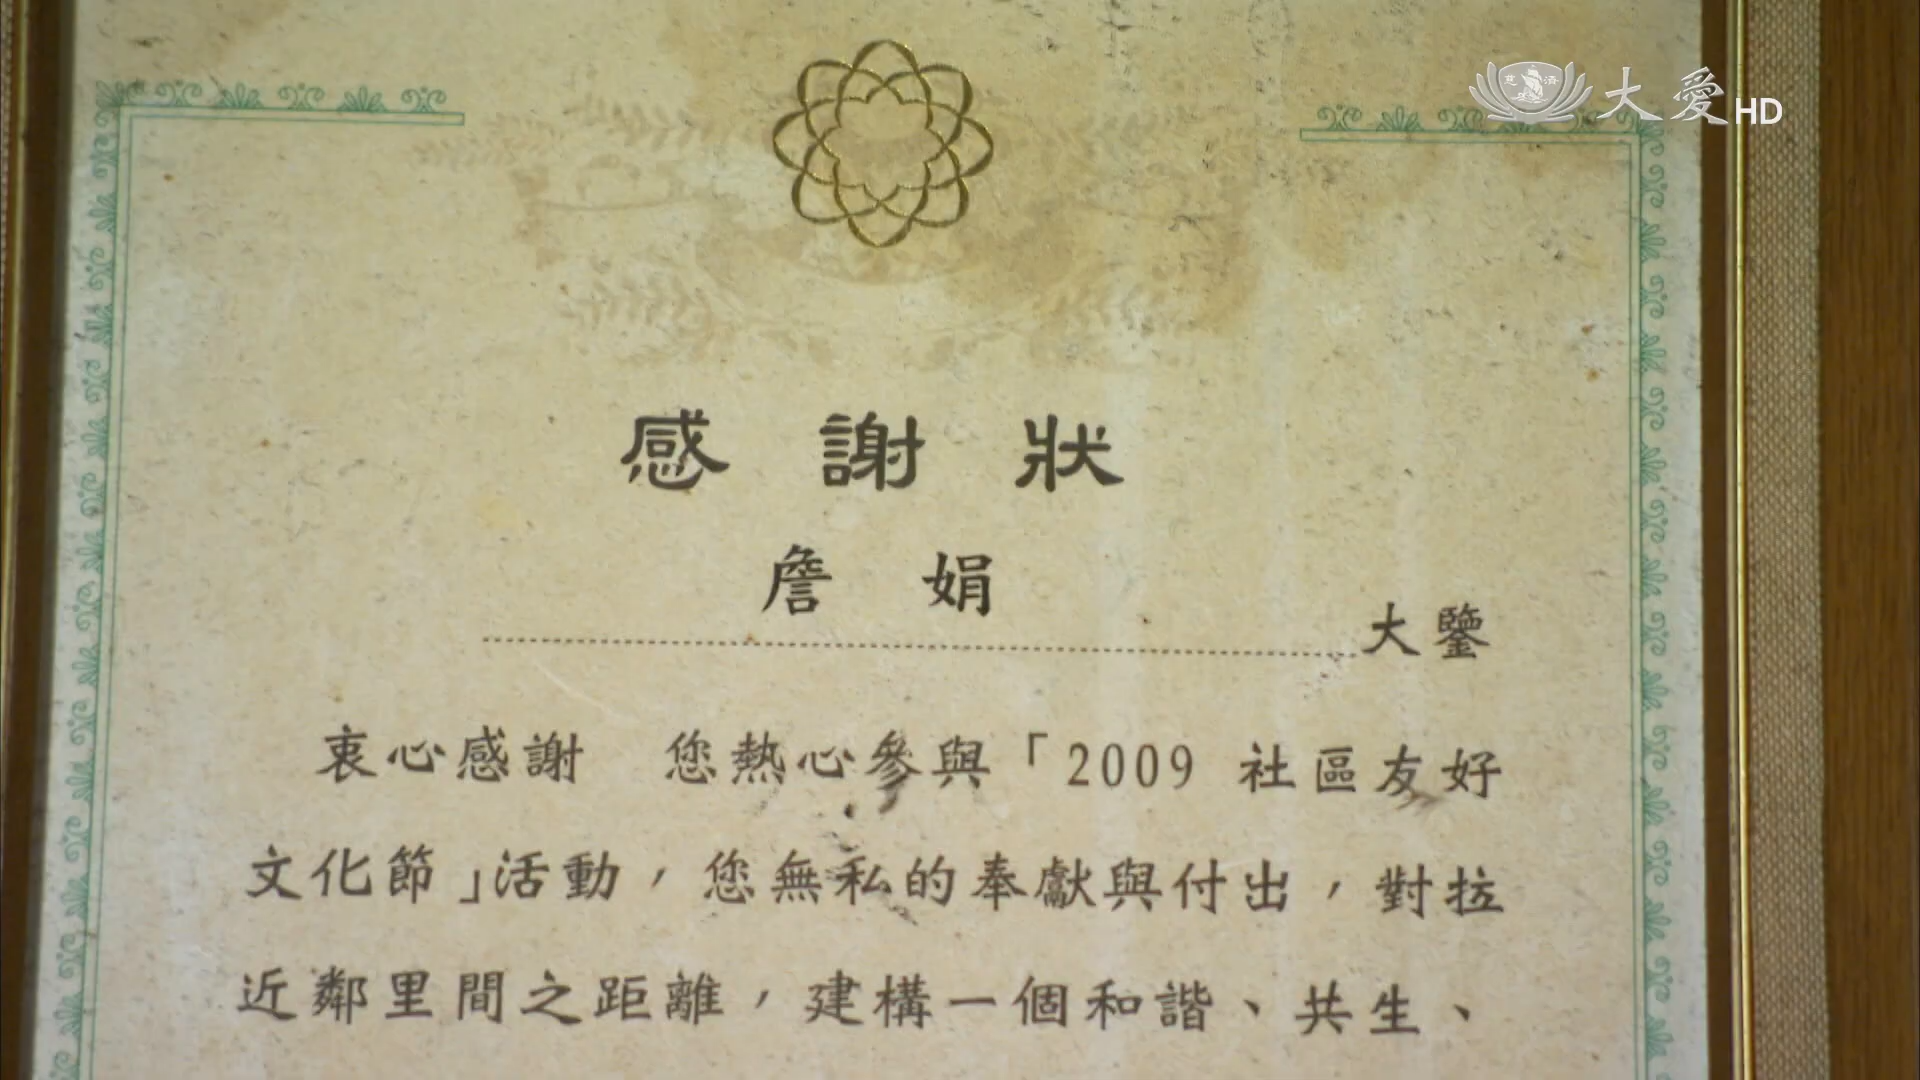 慈濟 大愛HD
感謝狀
詹娟
大鑒
衷心感謝 您熱心參與「2009 社區友好
文化節」活動，您無私的奉獻與付出，對拉
近鄰里間之距離，建構一個和諧、共生、